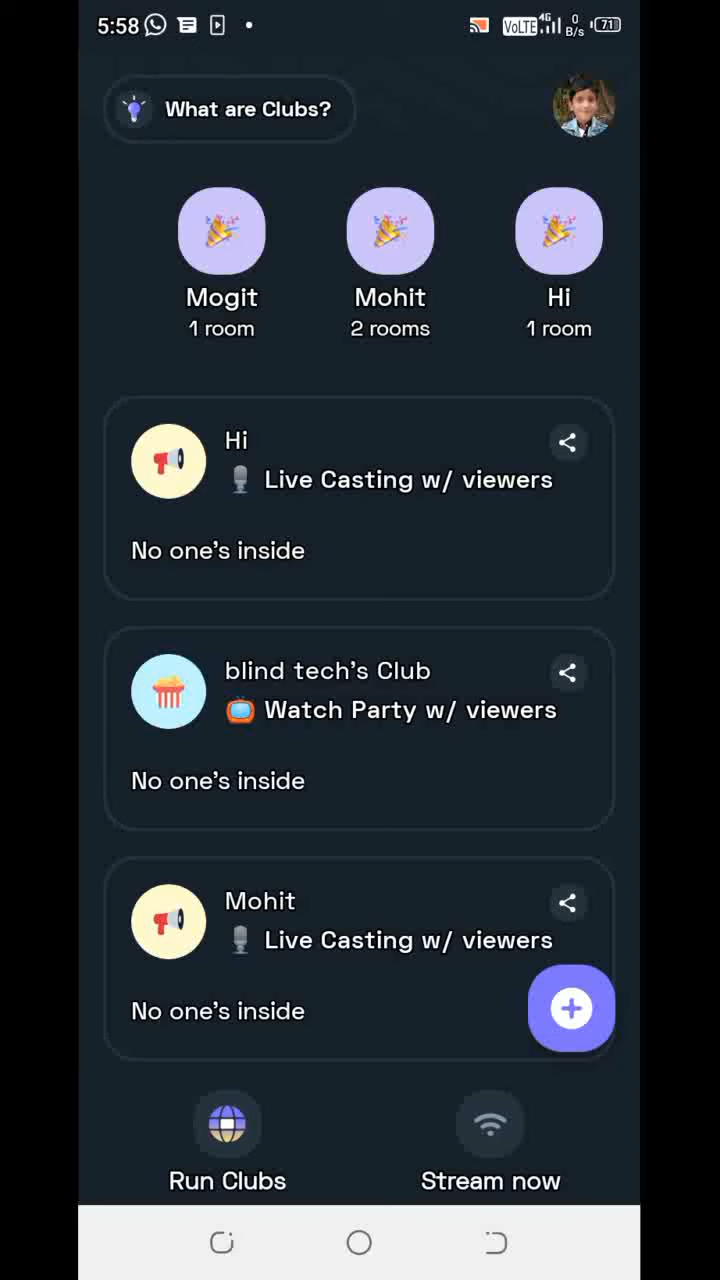 5:58 VoLTE 4G 0 B/s 71
What are Clubs?
Mogit Mohit Hi
1 room 2 rooms 1 room
Hi
Live Casting w/ viewers
No one's inside
blind tech's Club
Watch Party w/ viewers
No one's inside
Mohit
Live Casting w/ viewers
No one's inside
Run Clubs Stream now